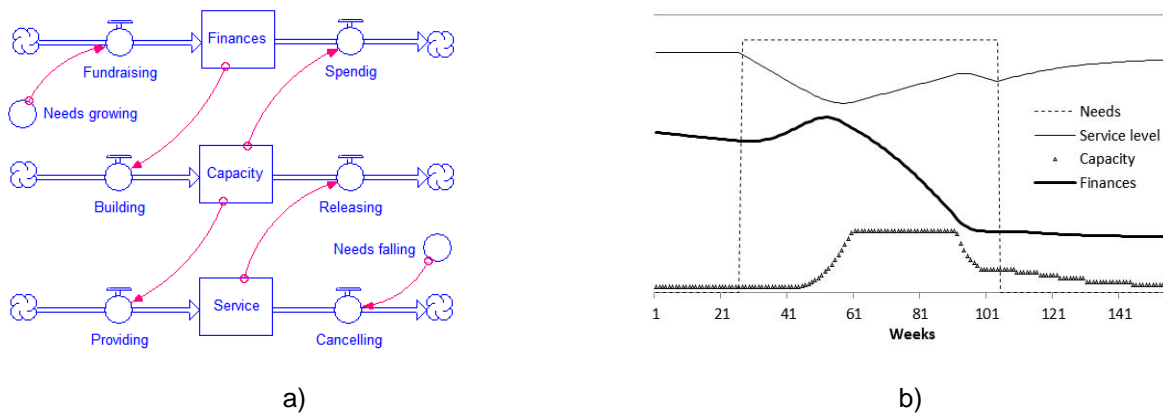 Finances
Fundraising
Spendig
Needs growing
Capacity
Building
Releasing
Needs falling
Service
Providing
Cancelling
a)
Needs
Service level
Capacity
Finances
1 21 41 61 81 101 121 141
Weeks
b)